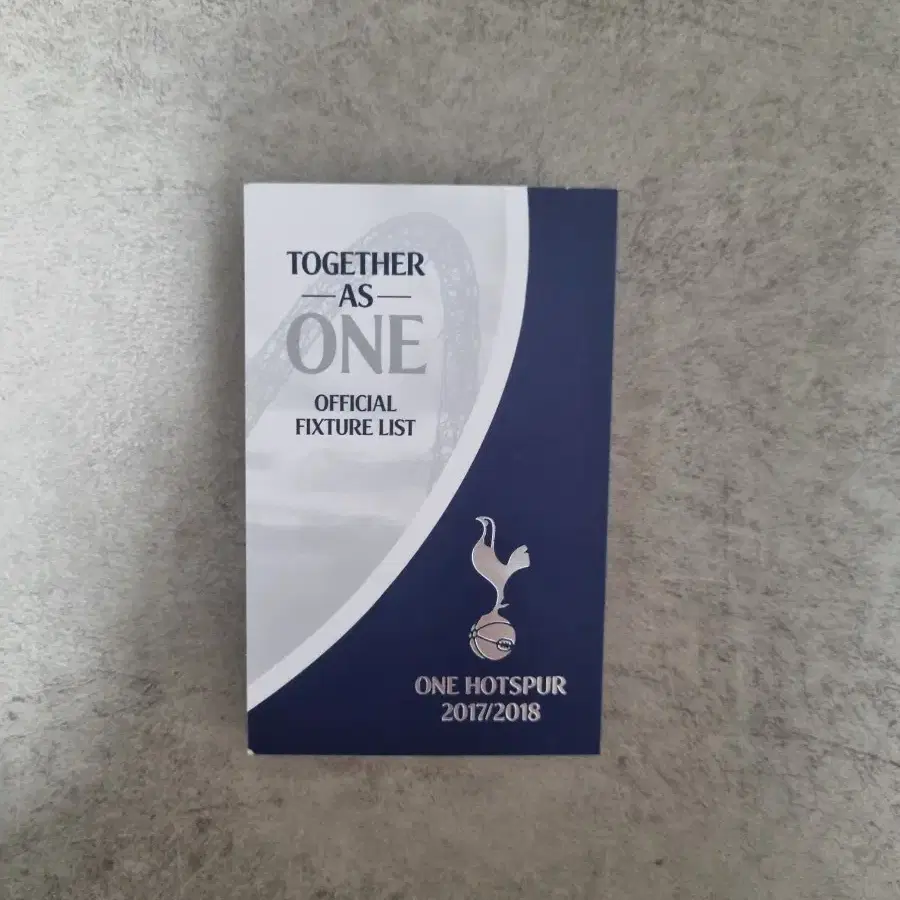 TOGETHER
AS
ONE
OFFICIAL
FIXTURE LIST
ONE HOTSPUR
2017/2018